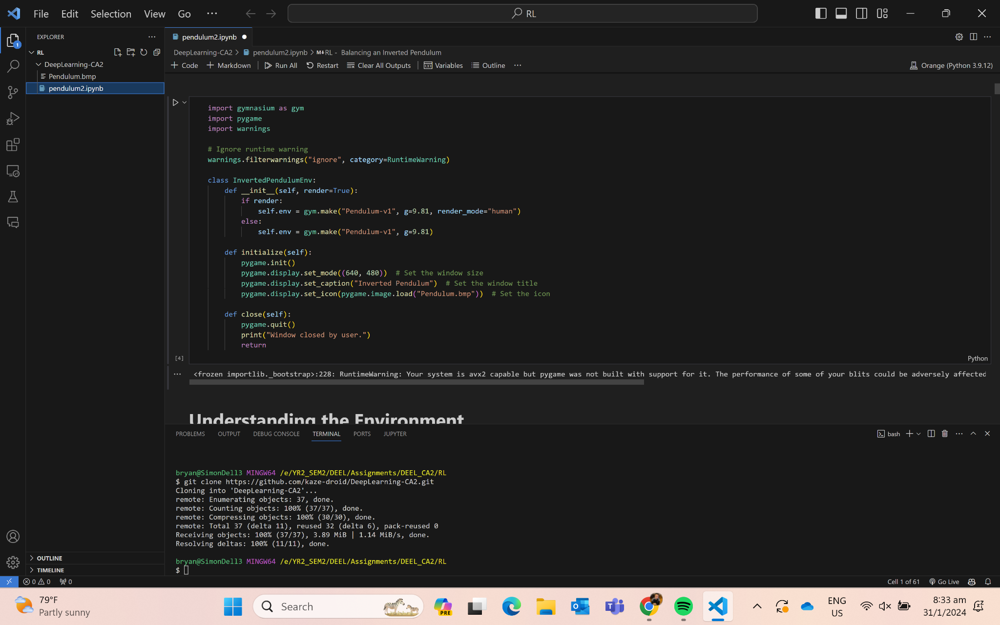 File Edit Selection View Go ···
RL
EXPLORER
RL
DeepLearning-CA2
Pendulum.bmp
pendulum2.ipynb
1
pendulum2.ipynb
DeepLearning-CA2 > pendulum2.ipynb > M↓RL - Balancing an Inverted Pendulum
+ Code + Markdown Run All Restart Clear All Outputs Variables Outline ···
Orange (Python 3.9.12)
import gymnasium as gym
import pygame
import warnings
# Ignore runtime warning
warnings.filterwarnings("ignore", category=RuntimeWarning)
class InvertedPendulumEnv:
def __init__(self, render=True):
if render:
self.env = gym.make("Pendulum-v1", g=9.81, render_mode="human")
else:
self.env = gym.make("Pendulum-v1", g=9.81)
def initialize(self):
pygame.init()
pygame.display.set_mode((640, 480))  # Set the window size
pygame.display.set_caption("Inverted Pendulum")  # Set the window title
pygame.display.set_icon(pygame.image.load("Pendulum.bmp"))  # Set the icon
def close(self):
pygame.quit()
print("Window closed by user.")
return
[4]
Python
<frozen importlib._bootstrap>:228: RuntimeWarning: Your system is avx2 capable but pygame was not built with support for it. The performance of some of your blits could be adversely affected
Understanding the Environment
PROBLEMS OUTPUT DEBUG CONSOLE TERMINAL PORTS JUPYTER
bash
bryan@SimonDell3 MINGW64 /e/YR2_SEM2/DEEL/Assignments/DEEL_CA2/RL
$ git clone https://github.com/kaze-droid/DeepLearning-CA2.git
Cloning into 'DeepLearning-CA2'...
remote: Enumerating objects: 37, done.
remote: Counting objects: 100% (37/37), done.
remote: Compressing objects: 100% (30/30), done.
remote: Total 37 (delta 11), reused 32 (delta 6), pack-reused 0
Receiving objects: 100% (37/37), 3.89 MiB | 1.14 MiB/s, done.
Resolving deltas: 100% (11/11), done.
bryan@SimonDell3 MINGW64 /e/YR2_SEM2/DEEL/Assignments/DEEL_CA2/RL
$
OUTLINE
TIMELINE
0 0 0
Cell 1 of 61 Go Live
79°F
Partly sunny
Search
PRE
ENG
US
8:33 am
31/1/2024